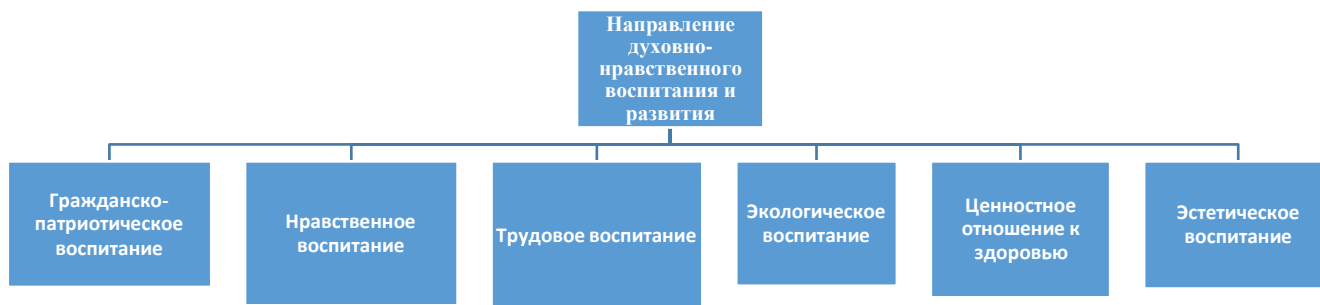 Направление
духовно-
нравственного
воспитания и
развития
Гражданско-
патриотическое
воспитание
Нравственное
воспитание
Трудовое воспитание
Экологическое
воспитание
Ценностное
отношение к
здоровью
Эстетическое
воспитание